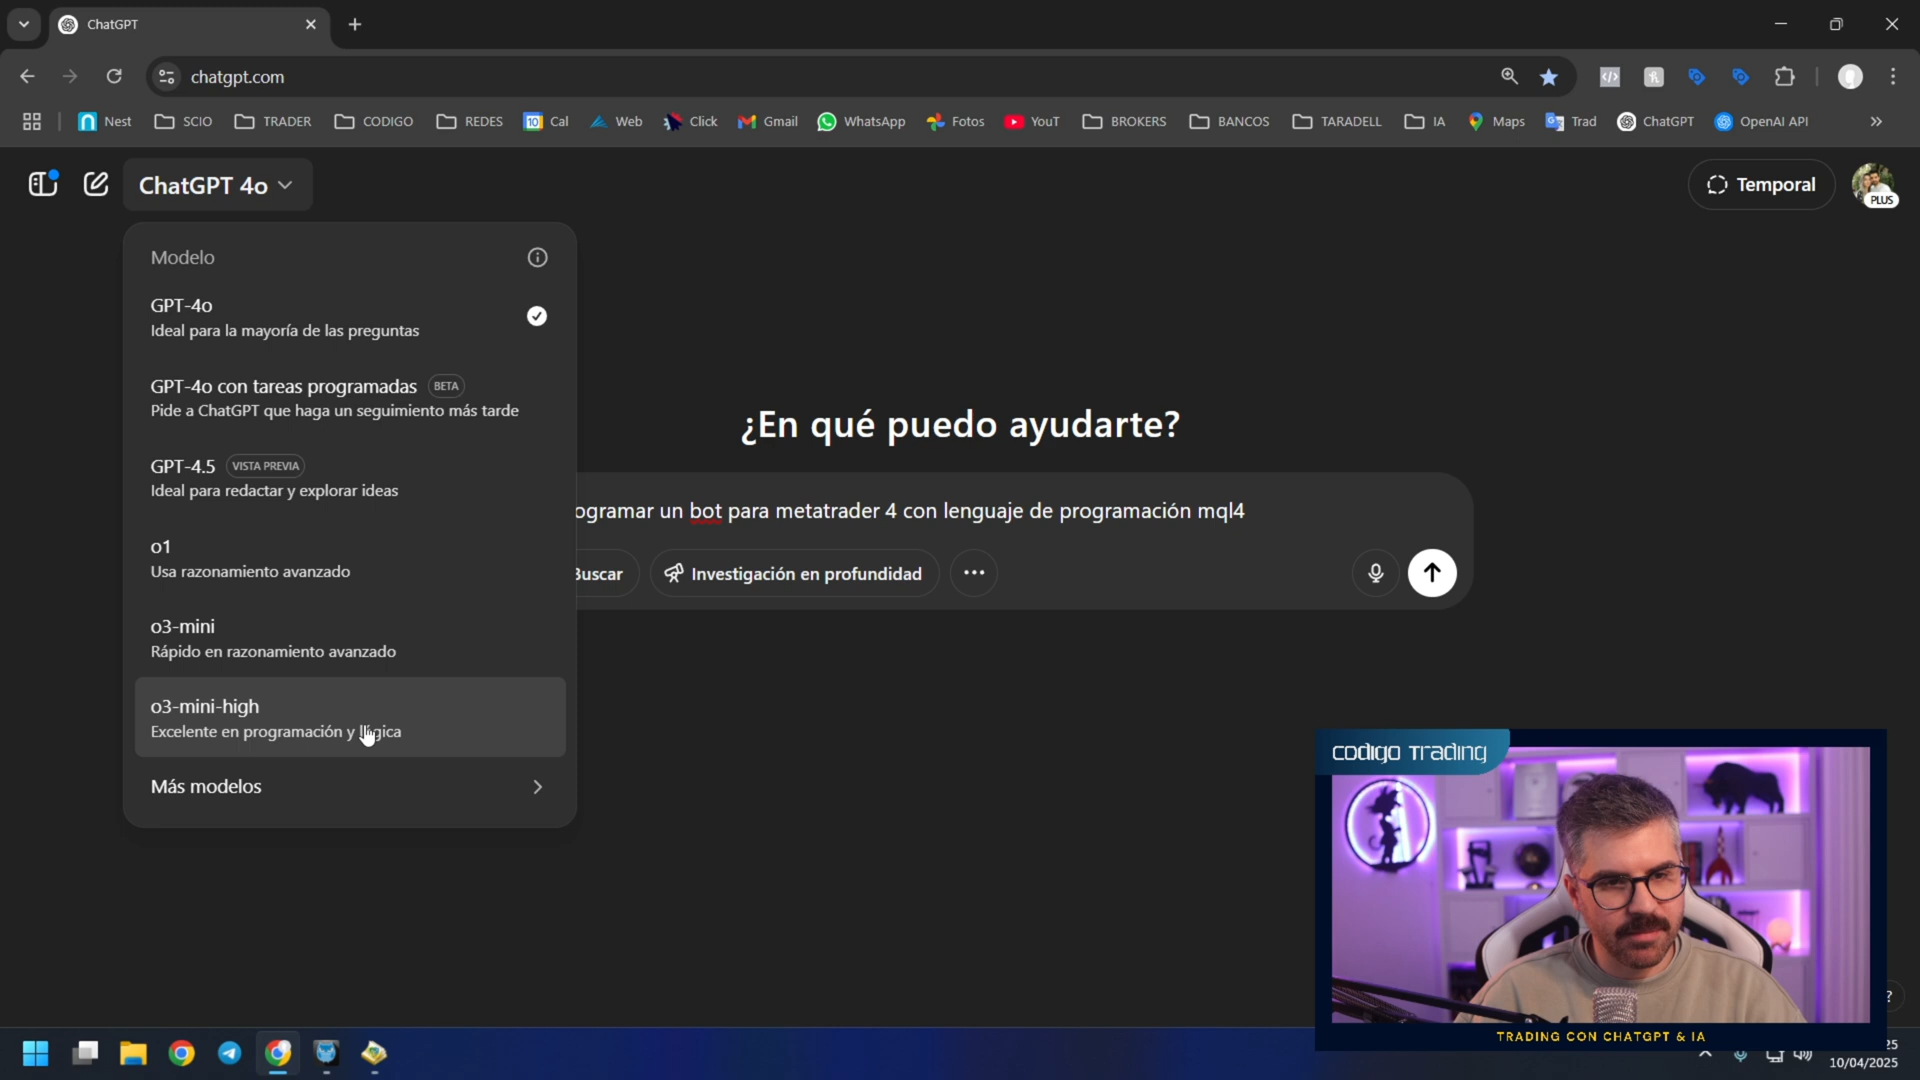 ChatGPT
chatgpt.com
Nest
SCIO
TRADER
CODIGO
REDES
10
Cal
Web
Click
Gmail
WhatsApp
Fotos
YouT
BROKERS
BANCOS
TARADELL
IA
Maps
Trad
ChatGPT
OpenAI API
ChatGPT 4o
Temporal
PLUS
Modelo
GPT-4o
Ideal para la mayoría de las preguntas
GPT-4o con tareas programadas BETA
Pide a ChatGPT que haga un seguimiento más tarde
GPT-4.5 VISTA PREVIA
Ideal para redactar y explorar ideas
o1
Usa razonamiento avanzado
o3-mini
Rápido en razonamiento avanzado
o3-mini-high
Excelente en programación y lógica
Más modelos
¿En qué puedo ayudarte?
ogramar un bot para metatrader 4 con lenguaje de programación mql4
Buscar
Investigación en profundidad
codigo Trading
?
TRADING CON CHATGPT & IA
25
10/04/2025